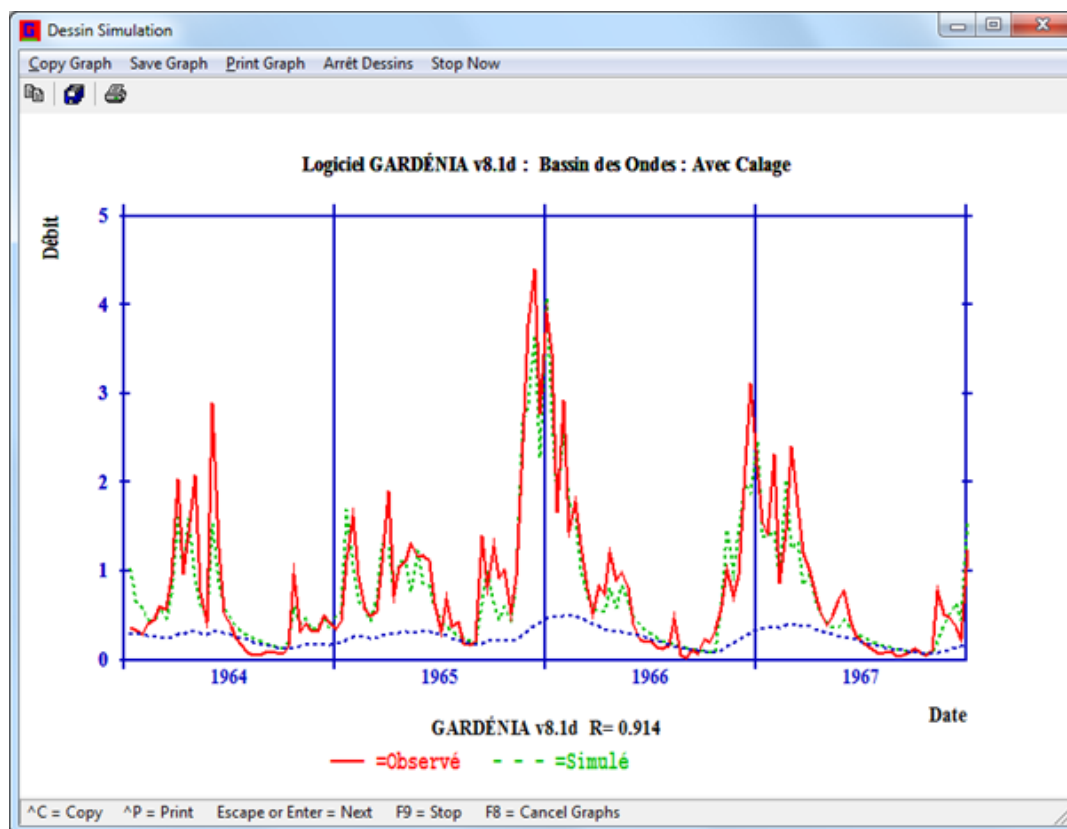 G Dessin Simulation
Copy Graph Save Graph Print Graph Arrêt Dessins Stop Now
Logiciel GARDÉNIA v8.1d : Bassin des Ondes : Avec Calage
Débit
5
4
3
2
1
0
1964 1965 1966 1967
Date
GARDÉNIA v8.1d R= 0.914
=Observé =Simulé
^C = Copy ^P = Print Escape or Enter = Next F9 = Stop F8 = Cancel Graphs